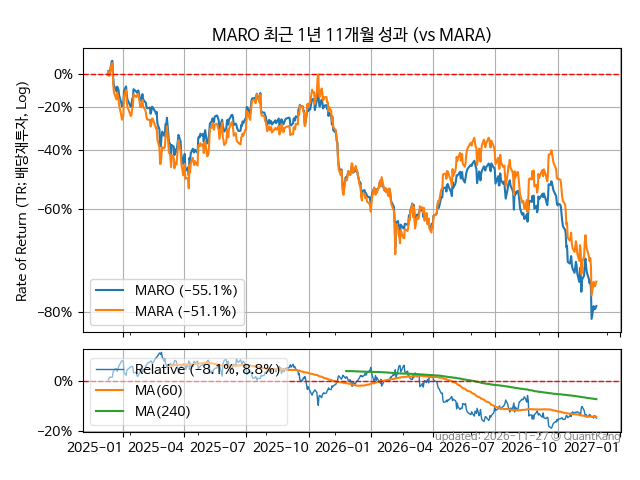 MARO 최근 1년 11개월 성과 (vs MARA)
Rate of Return (TR: 배당재투자, Log)
0%
−20%
−40%
−60%
−80%
MARO (−55.1%)
MARA (−51.1%)
0%
−20%
Relative (−8.1%, 8.8%)
MA(60)
MA(240)
updated: 2026-11-27 © QuantKang
2025-01 2025-04 2025-07 2025-10 2026-01 2026-04 2026-06 2026-08 2026-10 2027-01